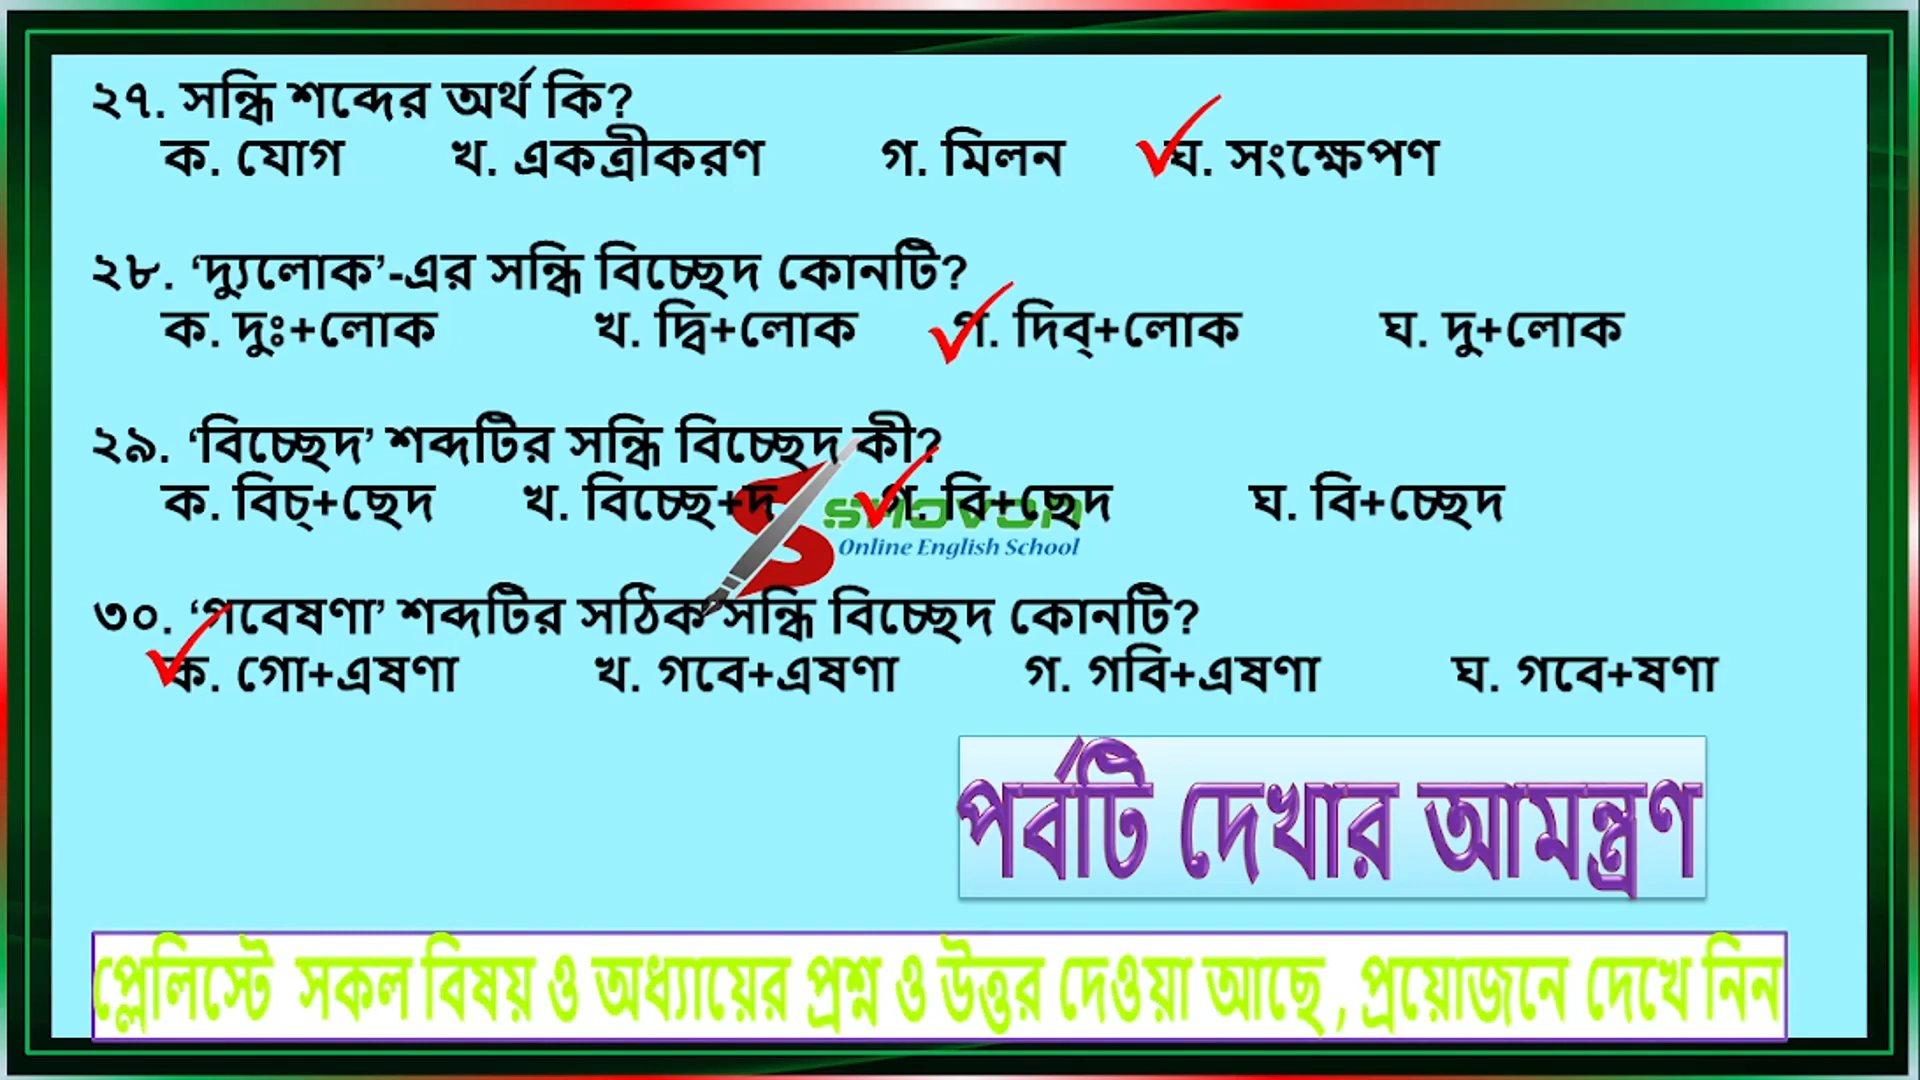 ২৭. সন্ধি শব্দের অর্থ কি?
ক. যোগ খ. একত্রীকরণ গ. মিলন ঘ. সংক্ষেপণ
২৮. ‘দ্যুলোক’-এর সন্ধি বিচ্ছেদ কোনটি?
ক. দুঃ+লোক খ. দ্বি+লোক গ. দিব্‌+লোক ঘ. দু+লোক
২৯. ‘বিচ্ছেদ’ শব্দটির সন্ধি বিচ্ছেদ কী?
ক. বিচ্‌+ছেদ খ. বিচ্ছে+দ গ. বি+ছেদ ঘ. বি+চ্ছেদ
SHOVON
Online English School
৩০. ‘গবেষণা’ শব্দটির সঠিক সন্ধি বিচ্ছেদ কোনটি?
ক. গো+এষণা খ. গবে+এষণা গ. গবি+এষণা ঘ. গবে+ষণা
পর্বটি দেখার আমন্ত্রণ
প্লেলিস্টে সকল বিষয় ও অধ্যায়ের প্রশ্ন ও উত্তর দেওয়া আছে , প্রয়োজনে দেখে নিন